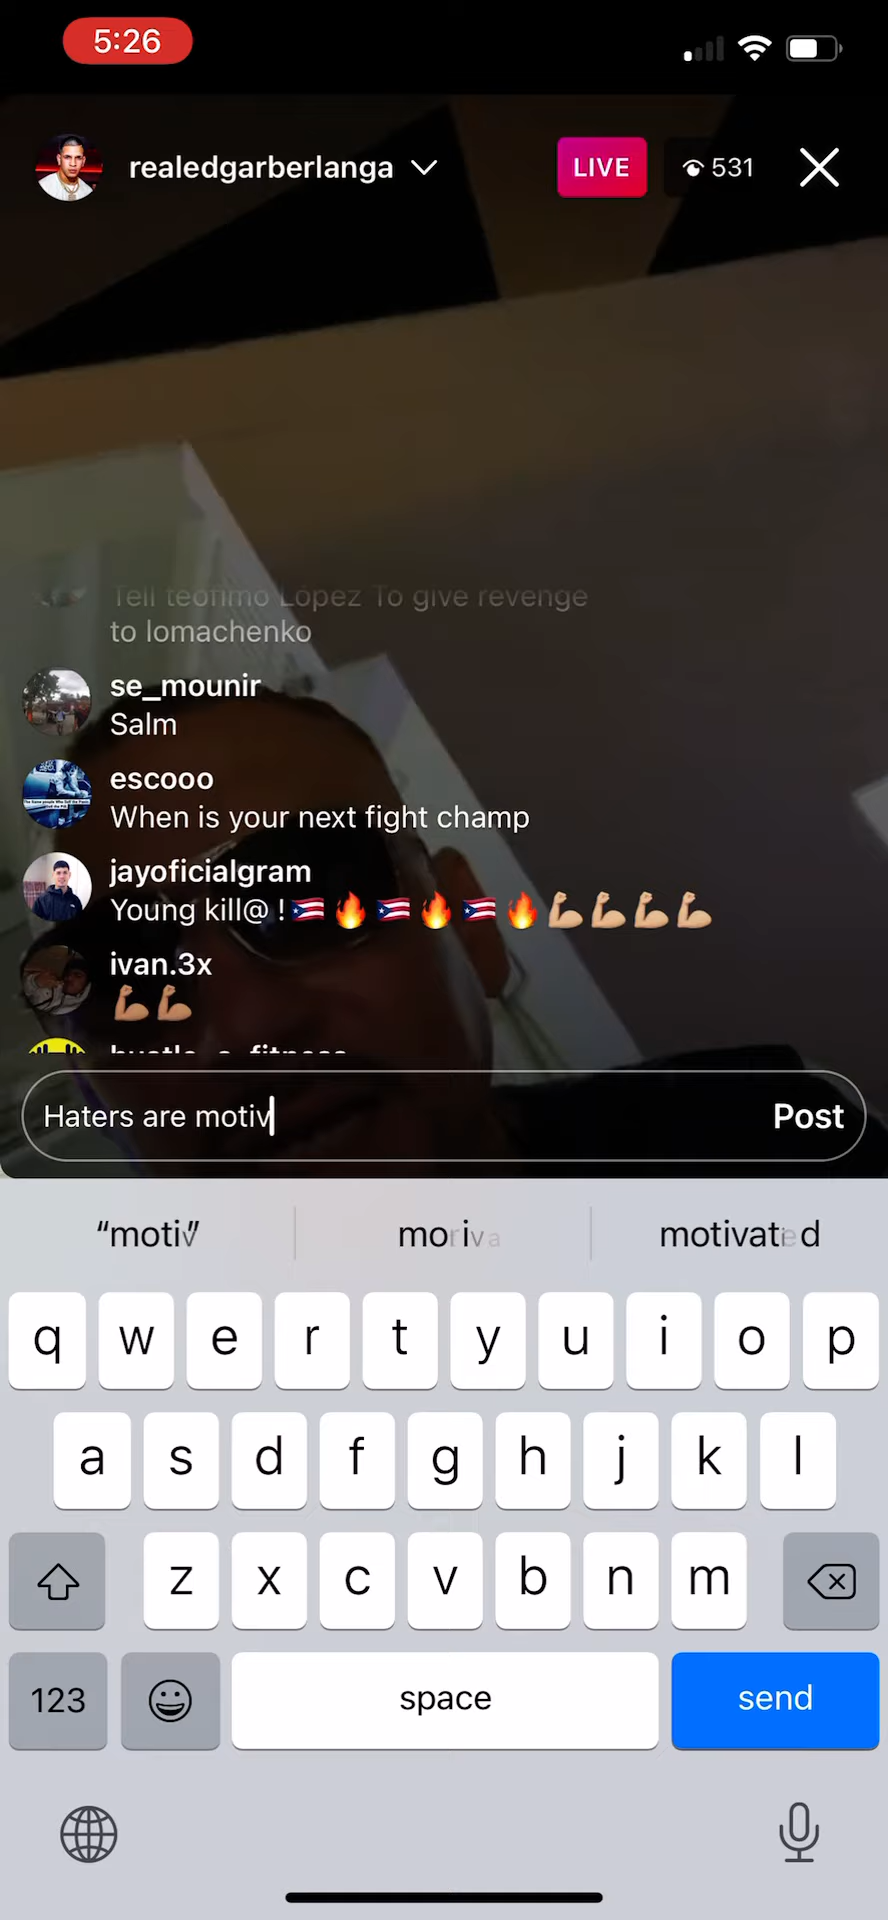 5:26
realedgarberlanga
LIVE
531
Tell teofimo López To give revenge
to lomachenko
se_mounir
Salm
escooo
When is your next fight champ
jayoficialgram
Young kill@ ! 🇵🇷 🔥 🇵🇷 🔥 🇵🇷 🔥 💪🏼 💪🏼 💪🏼 💪🏼
ivan.3x
💪🏼 💪🏼
Haters are motiv
Post
“motiv”
motivated
q w e r t y u i o p
a s d f g h j k l
z x c v b n m
123
space
send